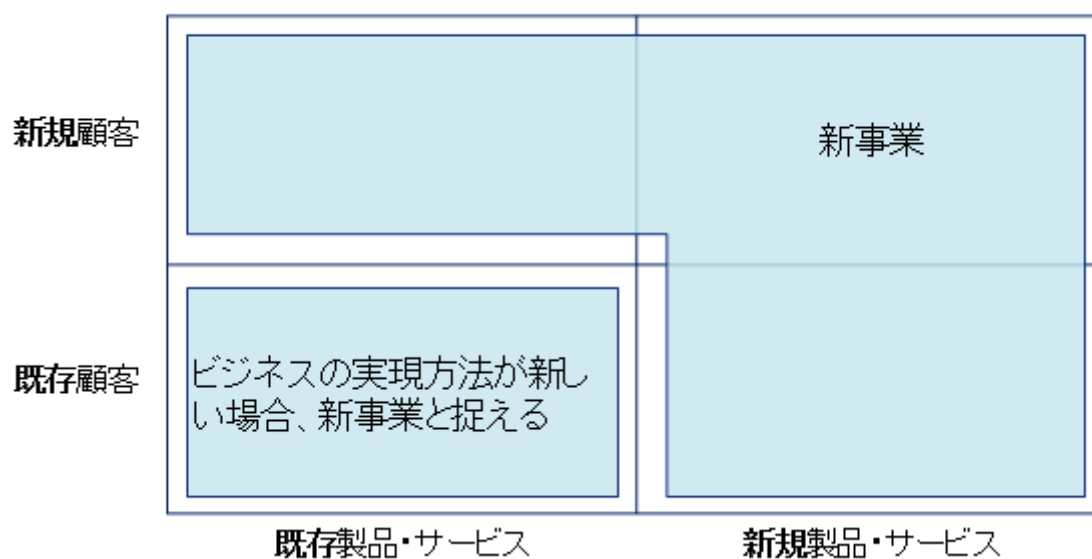 新規顧客
新事業
既存顧客
ビジネスの実現方法が新し
い場合、新事業と捉える
既存製品・サービス
新規製品・サービス